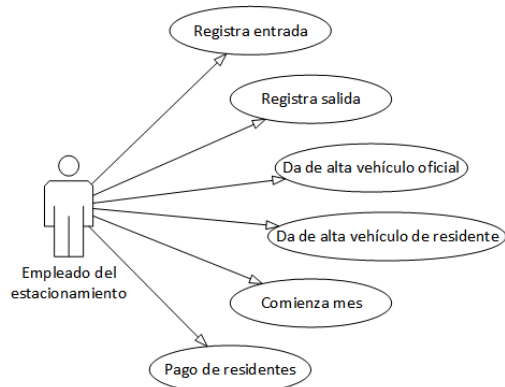 Registra entrada
Registra salida
Da de alta vehículo oficial
Da de alta vehículo de residente
Empleado del
estacionamiento
Comienza mes
Pago de residentes